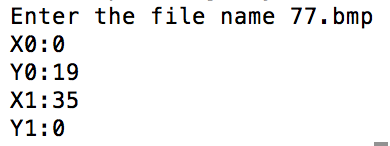 Enter the file name 77.bmp
X0:0
Y0:19
X1:35
Y1:0